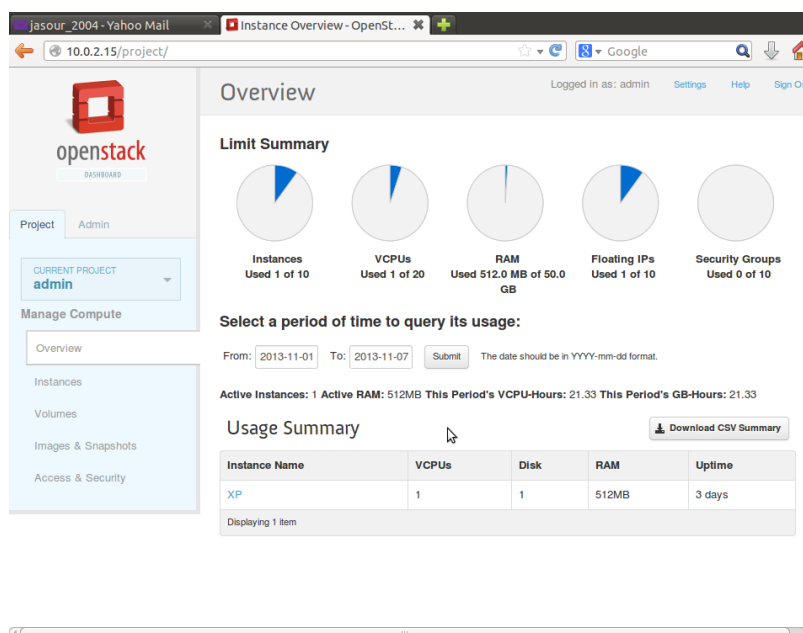 jasour_2004 - Yahoo Mail
Instance Overview - OpenSt...
10.0.2.15/project/
Google
openstack
DASHBOARD
Overview
Logged in as: admin Settings Help Sign
Limit Summary
Instances
Used 1 of 10
VCPUs
Used 1 of 20
RAM
Used 512.0 MB of 50.0
GB
Floating IPs
Used 1 of 10
Security Groups
Used 0 of 10
Project Admin
CURRENT PROJECT
admin
Manage Compute
Overview
Instances
Volumes
Images & Snapshots
Access & Security
Select a period of time to query its usage:
From: 2013-11-01 To: 2013-11-07 Submit The date should be in YYYY-mm-dd format.
Active Instances: 1 Active RAM: 512MB This Period's VCPU-Hours: 21.33 This Period's GB-Hours: 21.33
Usage Summary
Download CSV Summary
Instance Name VCPUs Disk RAM Uptime
XP 1 1 512MB 3 days
Displaying 1 item